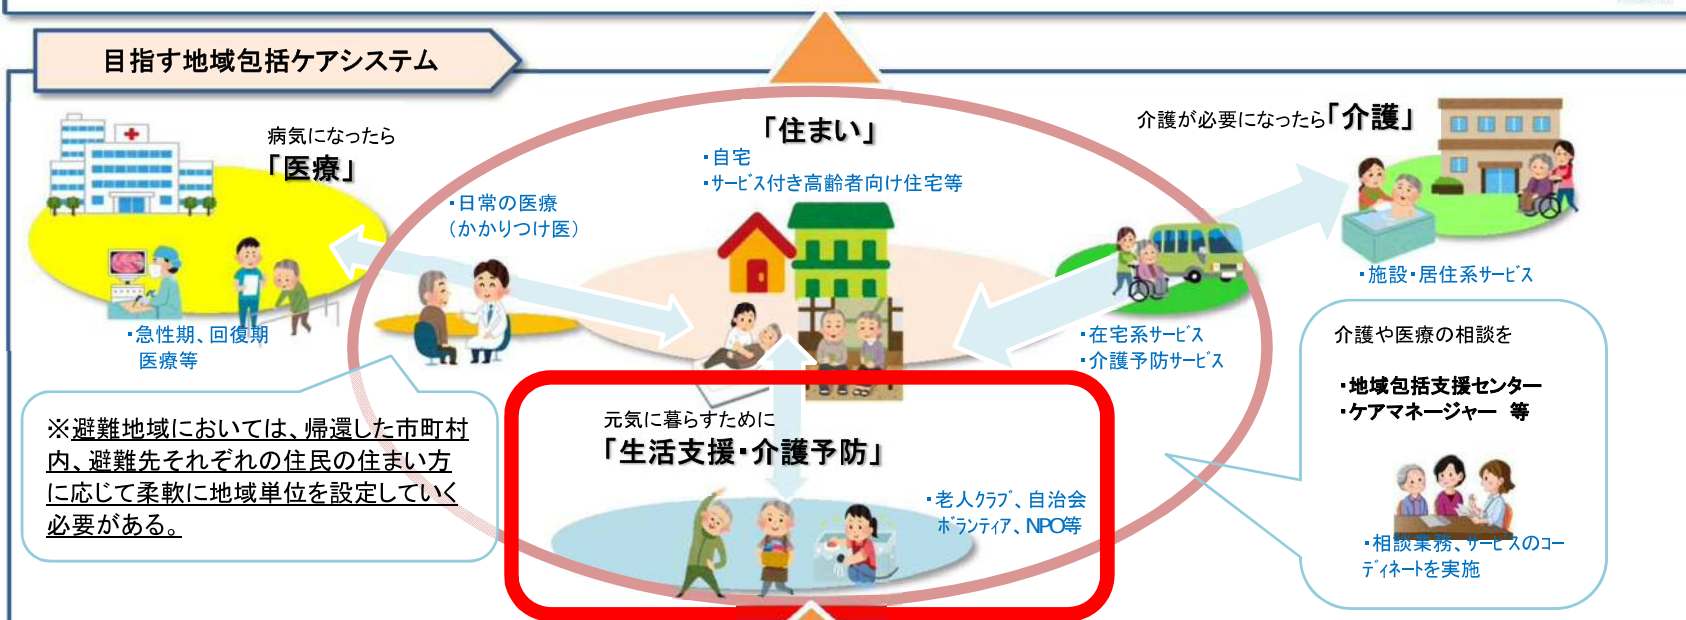 目指す地域包括ケアシステム
病気になったら
「医療」
・日常の医療
（かかりつけ医）
・急性期、回復期
医療等
「住まい」
・自宅
・サービス付き高齢者向け住宅等
介護が必要になったら「介護」
・施設・居住系サービス
・在宅系サービス
・介護予防サービス
※避難地域においては、帰還した市町村
内、避難先それぞれの住民の住まい方
に応じて柔軟に地域単位を設定していく
必要がある。
元気に暮らすために
「生活支援・介護予防」
・老人クラブ、自治会
ボランティア、NPO等
介護や医療の相談を
・地域包括支援センター
・ケアマネージャー 等
・相談業務、サービスのコー
ディネートを実施